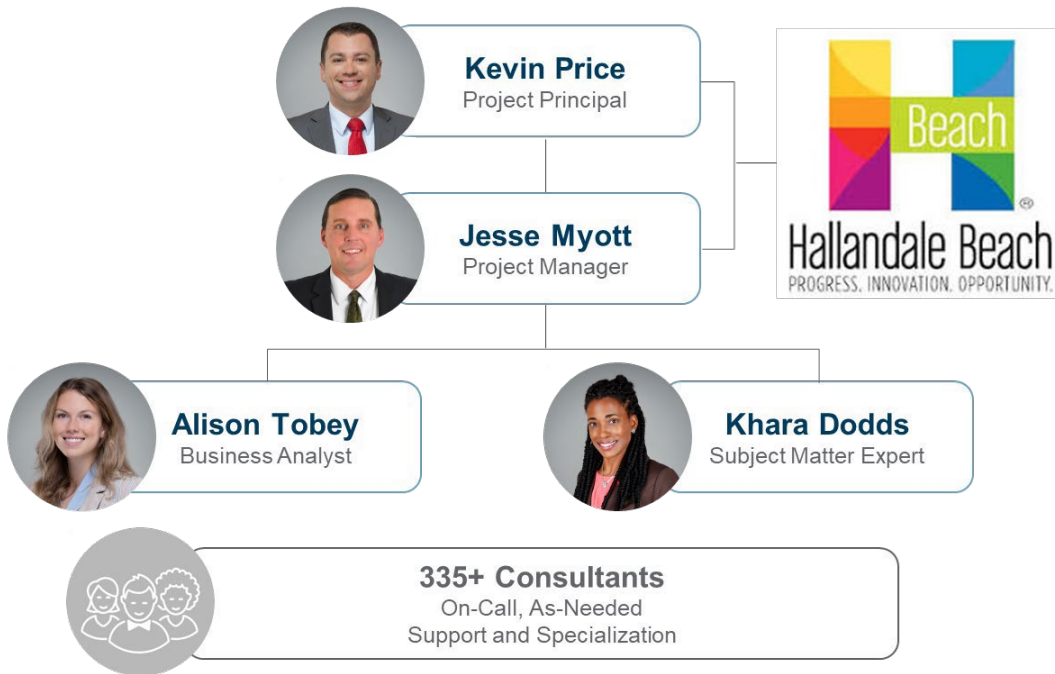 Kevin Price
Project Principal
Beach
®
Hallandale Beach
PROGRESS. INNOVATION. OPPORTUNITY.
Jesse Myott
Project Manager
Alison Tobey
Business Analyst
Khara Dodds
Subject Matter Expert
335+ Consultants
On-Call, As-Needed
Support and Specialization